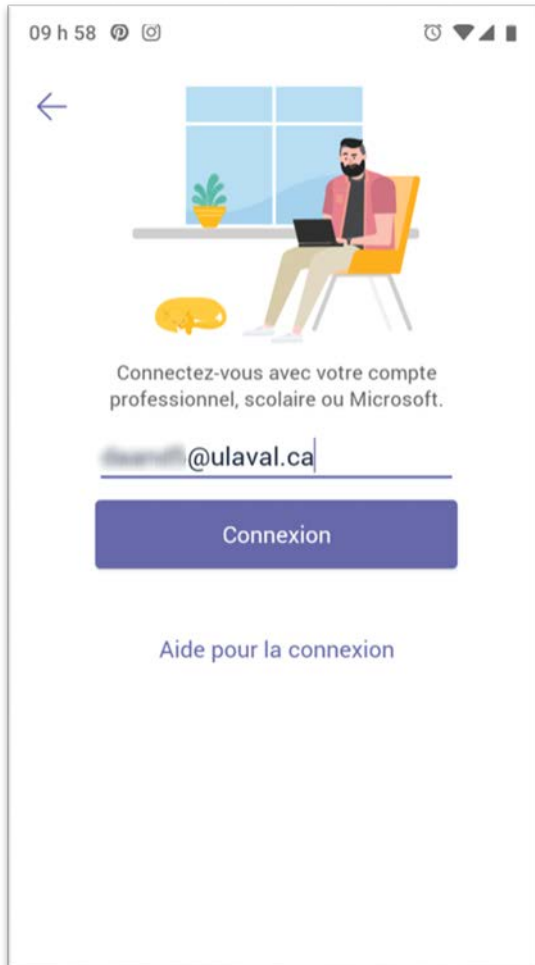 09 h 58
Connectez-vous avec votre compte
professionnel, scolaire ou Microsoft.
@ulaval.ca
Connexion
Aide pour la connexion